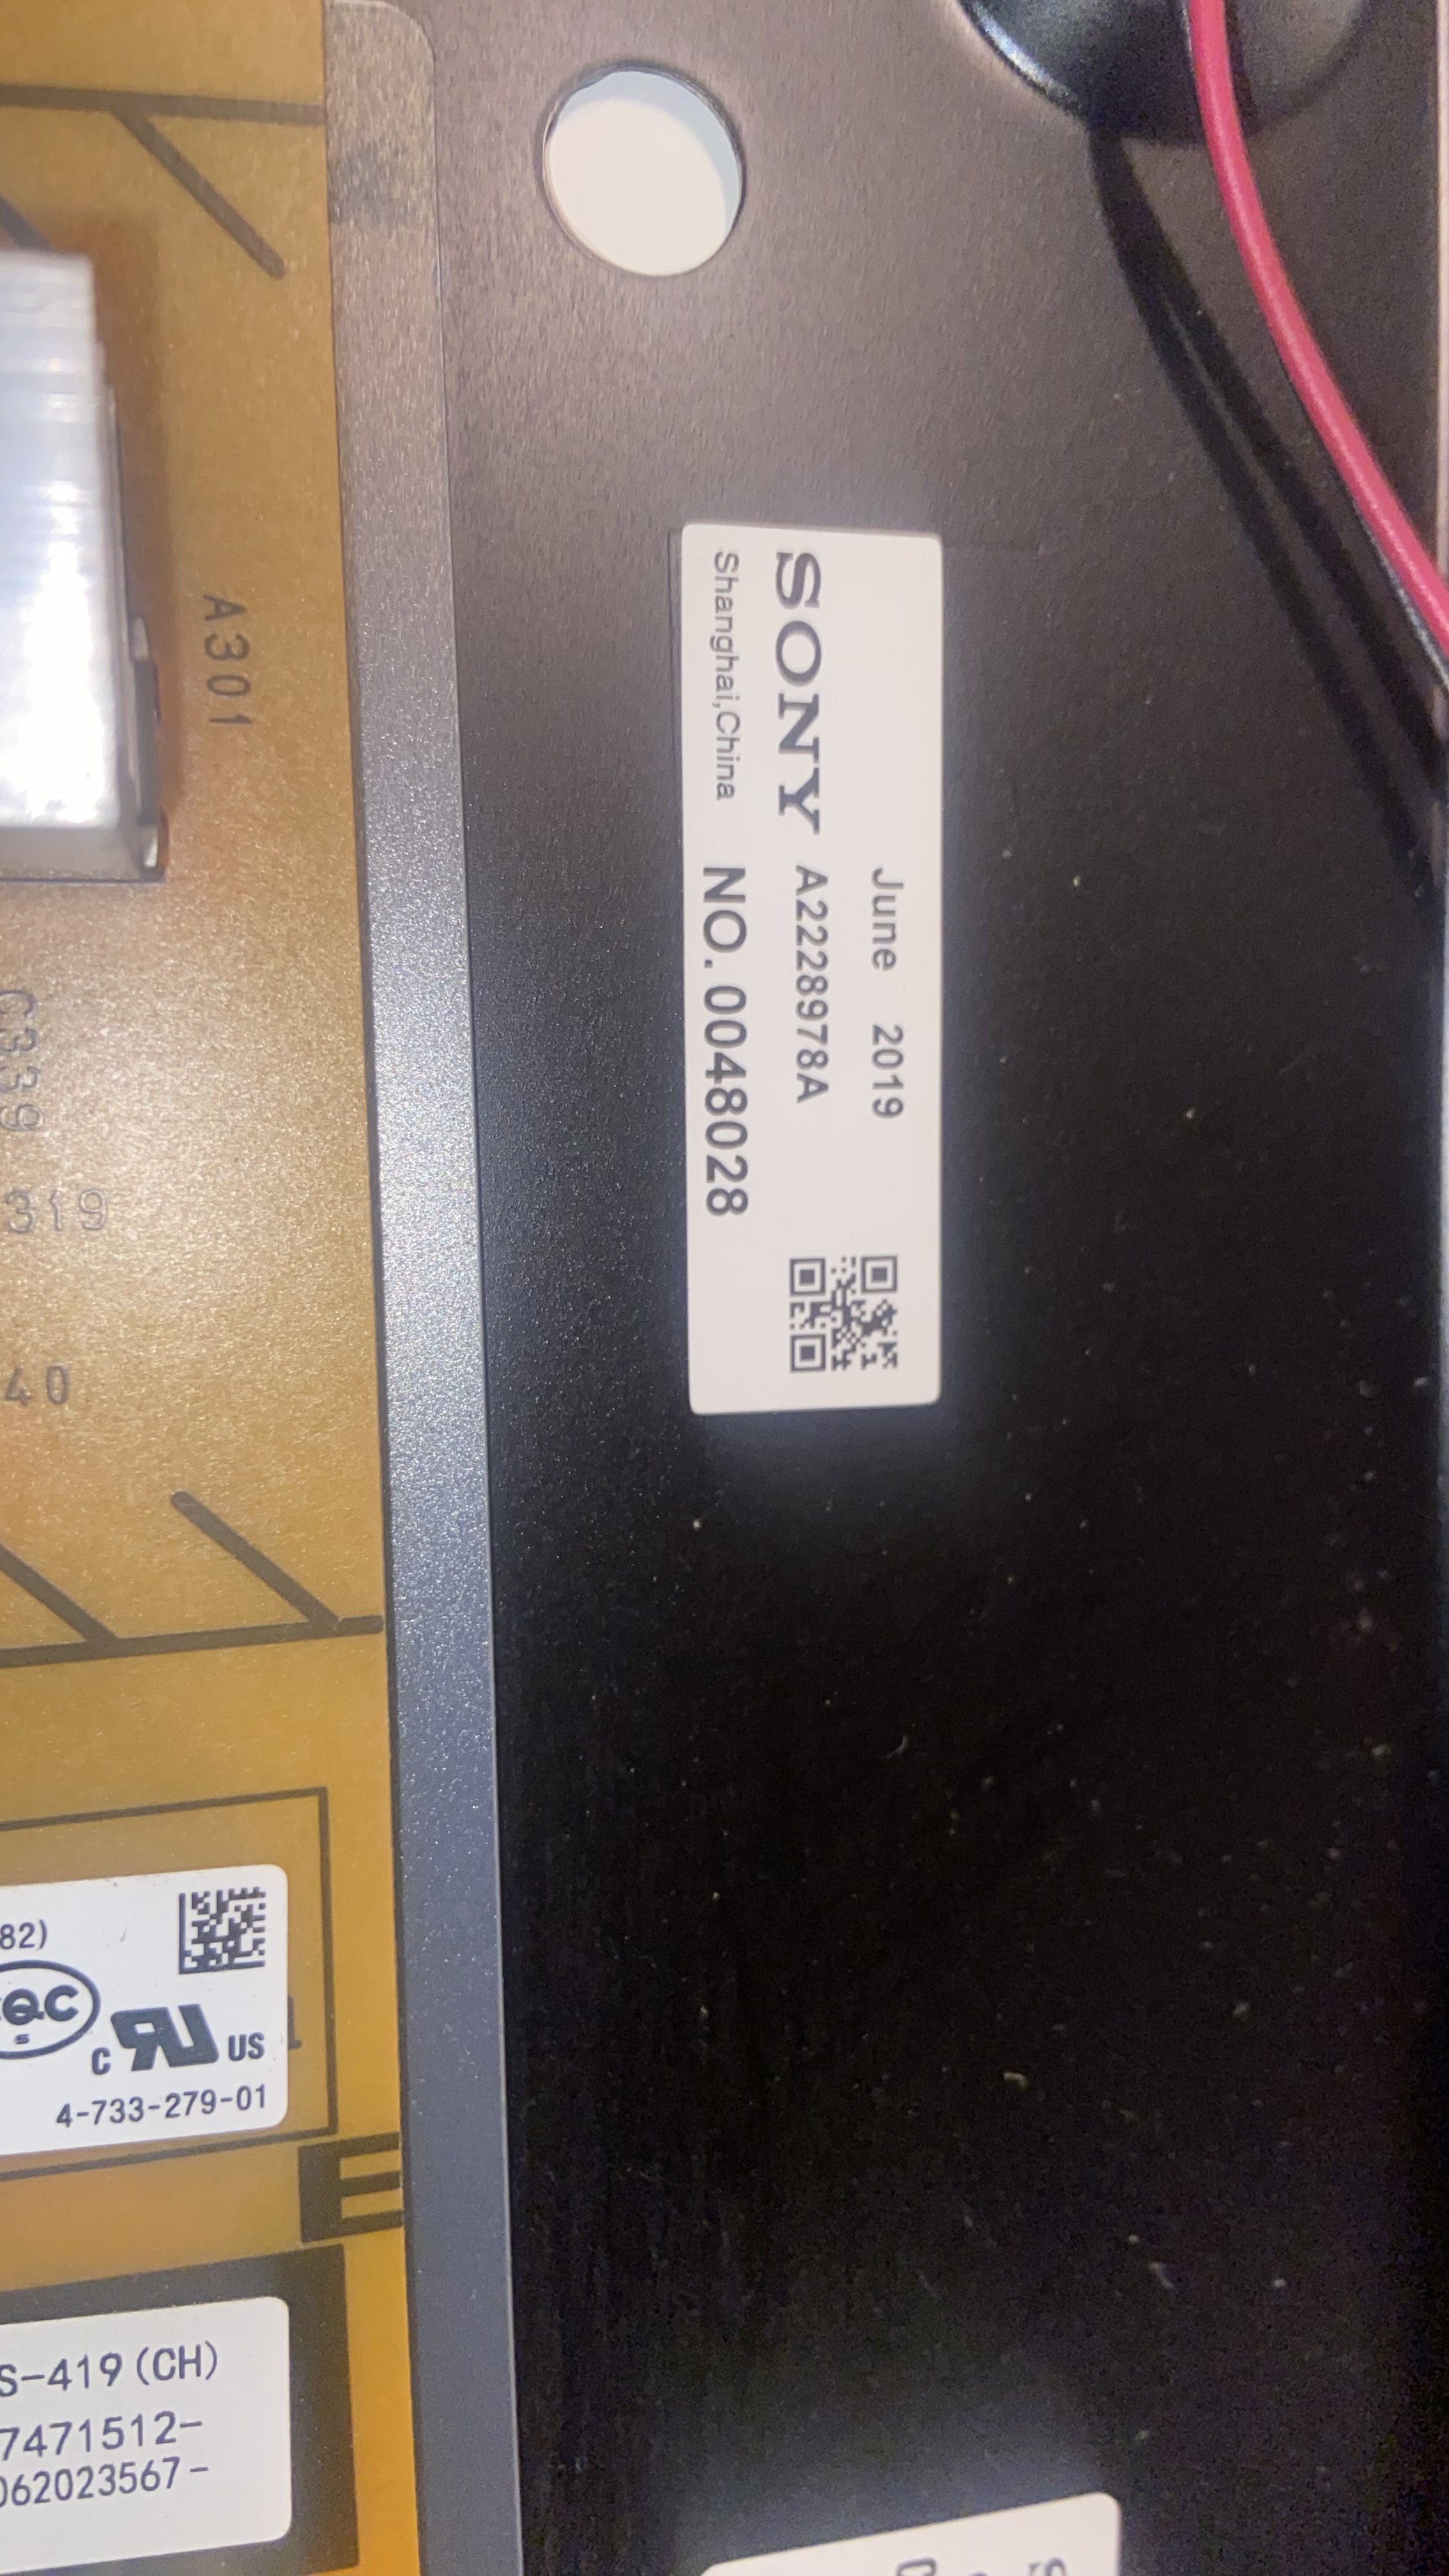 A301
C339
319
40
SONY
Shanghai,China
June 2019
A2228978A
NO. 0048028
82)
C US
4-733-279-01
E
S-419(CH)
7471512-
062023567-